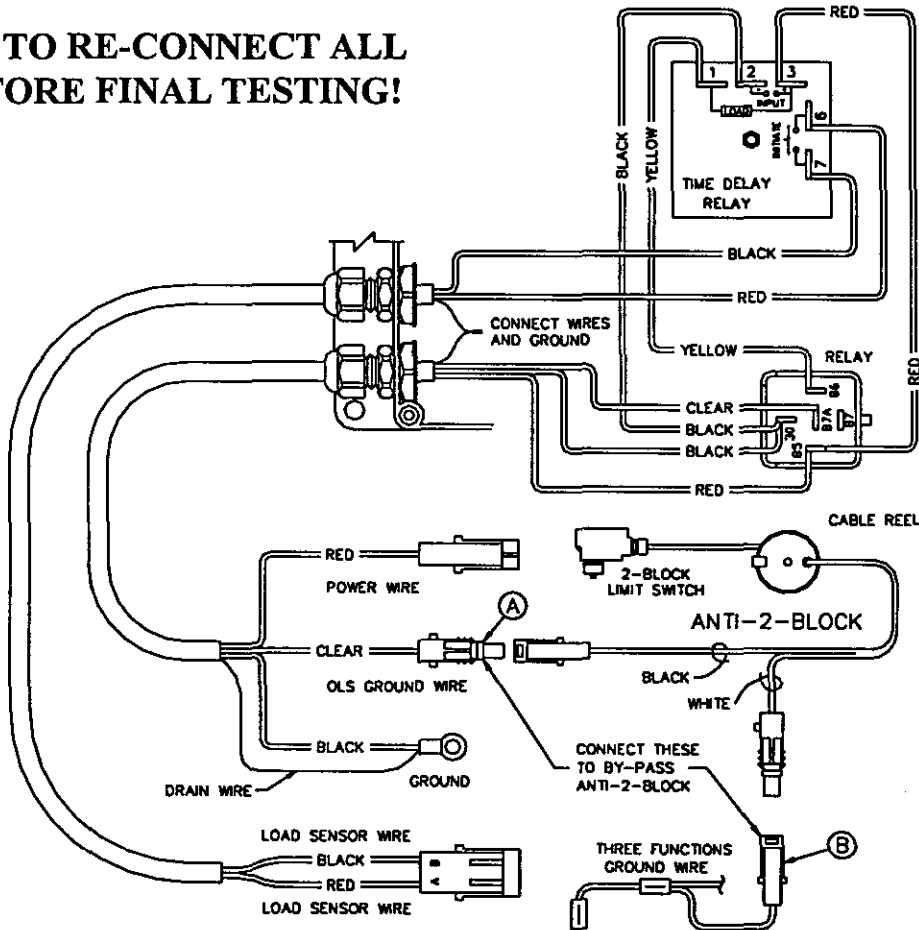 TO RE-CONNECT ALL
FORE FINAL TESTING!
RED
1 2 3
INPUT
LOAD
6
INITIATE
7
BLACK
YELLOW
TIME DELAY
RELAY
BLACK
RED
CONNECT WIRES
AND GROUND
YELLOW
RELAY
RED
86
CLEAR
87A
87
BLACK
30
BLACK
85
RED
CABLE REEL
RED
POWER WIRE
2-BLOCK
LIMIT SWITCH
A
ANTI-2-BLOCK
CLEAR
OLS GROUND WIRE
BLACK
WHITE
BLACK
GROUND
DRAIN WIRE
CONNECT THESE
TO BY-PASS
ANTI-2-BLOCK
LOAD SENSOR WIRE
BLACK
B
A
RED
LOAD SENSOR WIRE
THREE FUNCTIONS
GROUND WIRE
B